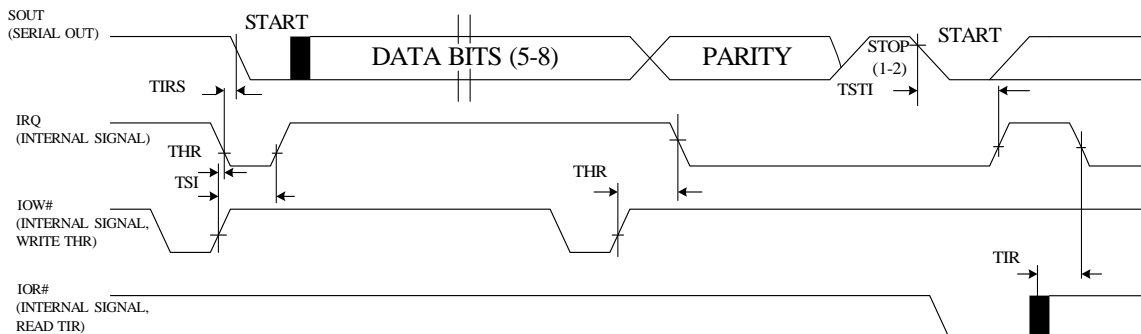 SOUT
(SERIAL OUT)
START
DATA BITS (5-8)
PARITY
STOP
(1-2)
START
TIRS
TSTI
IRQ
(INTERNAL SIGNAL)
THR
TSI
THR
IOW#
(INTERNAL SIGNAL,
WRITE THR)
TIR
IOR#
(INTERNAL SIGNAL,
READ TIR)